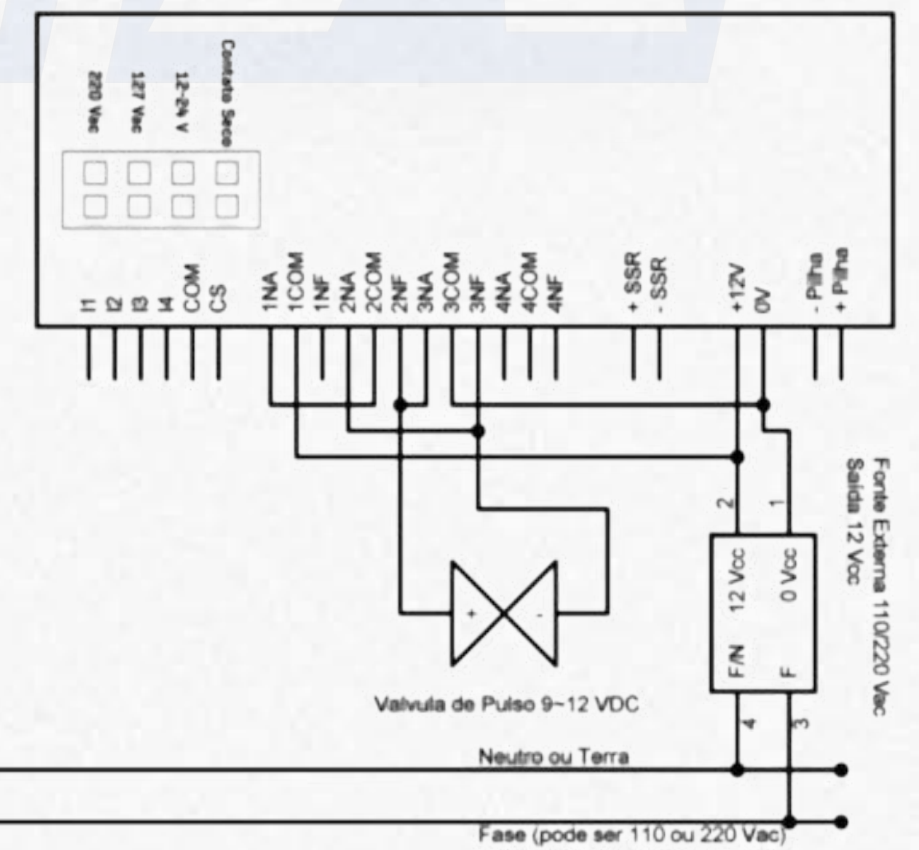 220 Vac
127 Vac
12~24 V
Contato Seco
I1
I2
I3
I4
COM
CS
1NA
1COM
1NF
2NA
2COM
2NF
3NA
3COM
3NF
4NA
4COM
4NF
+ SSR
- SSR
+12V
0V
- Pilha
+ Pilha
2
1
Fonte Externa 110/220 Vac
Saída 12 Vcc
12 Vcc
0 Vcc
F/N
F
+
-
Valvula de Pulso 9~12 VDC
4
3
Neutro ou Terra
Fase (pode ser 110 ou 220 Vac)